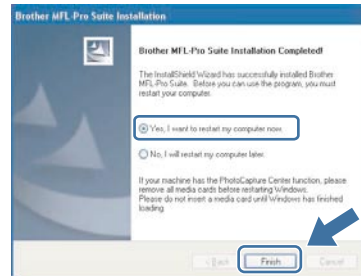 Brother MFL-Pro Suite Installation
Brother MFL-Pro Suite Installation Completed!
The InstallShield Wizard has successfully installed Brother
MFL-Pro Suite. Before you can use the program, you must
restart your computer.
Yes, I want to restart my computer now.
No, I will restart my computer later.
If your machine has the PhotoCapture Center function, please
remove all media cards before restarting Windows.
Please do not insert a media card until Windows has finished
loading.
< Back Finish Cancel